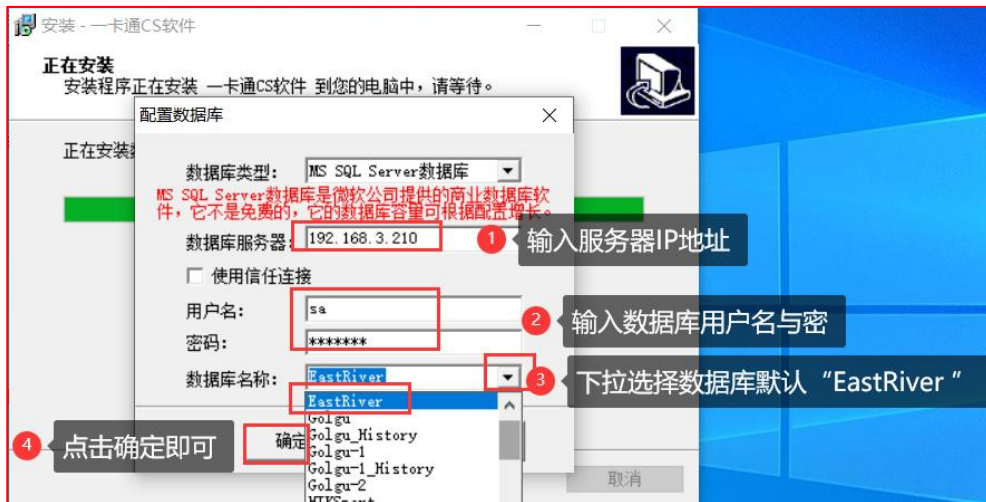 安装 - 一卡通CS软件
正在安装
安装程序正在安装 一卡通CS软件 到您的电脑中，请等待。
配置数据库
正在安装
数据库类型：
MS SQL Server数据库
MS SQL Server数据库是微软公司提供的商业数据库软
件，它不是免费的，它的数据库容量可根据配置增长。
数据库服务器：
192.168.3.210
1 输入服务器IP地址
使用信任连接
用户名：
sa
2 输入数据库用户名与密
密码：
*******
数据库名称：
EastRiver
3 下拉选择数据库默认“EastRiver ”
EastRiver
Golgu
4 点击确定即可
确定
Golgu_History
Golgu-1
Golgu-1_History
Golgu-2
取消